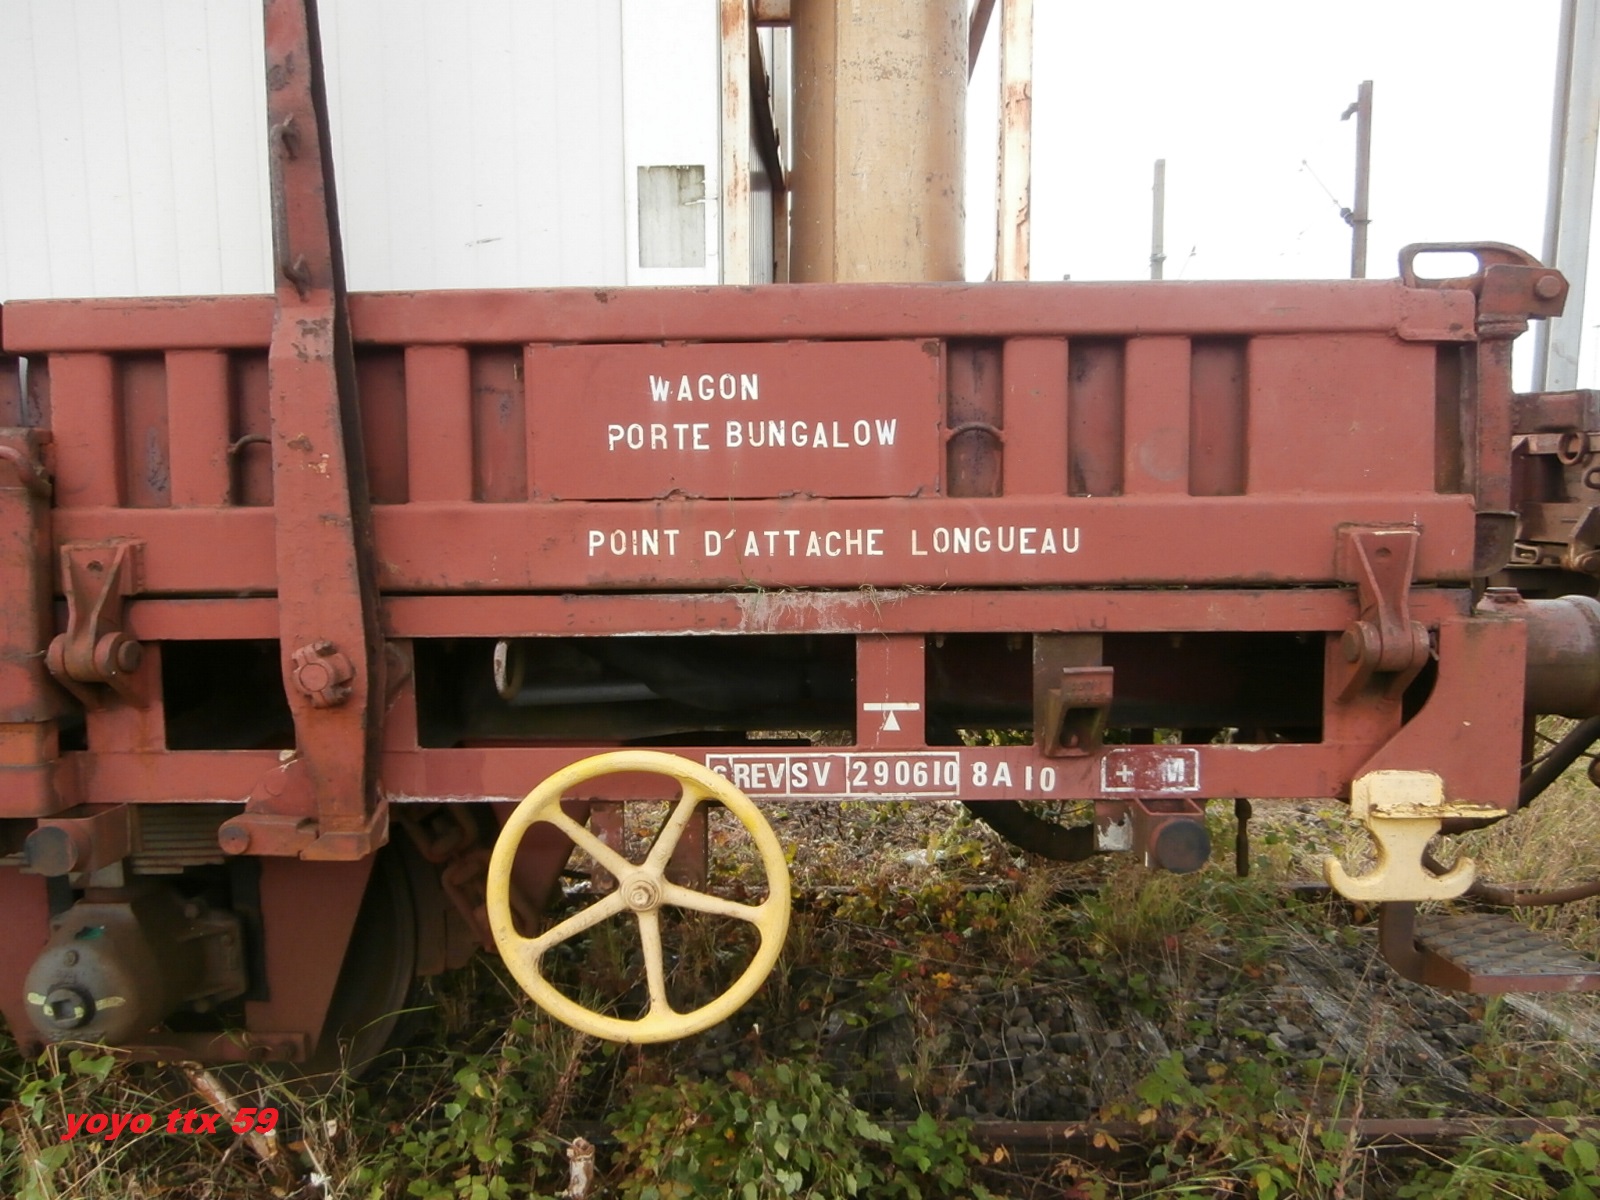 WAGON
PORTE BUNGALOW
POINT D'ATTACHE LONGUEAU
REV SV 290610 8A10
+ M
yoyo ttx 59